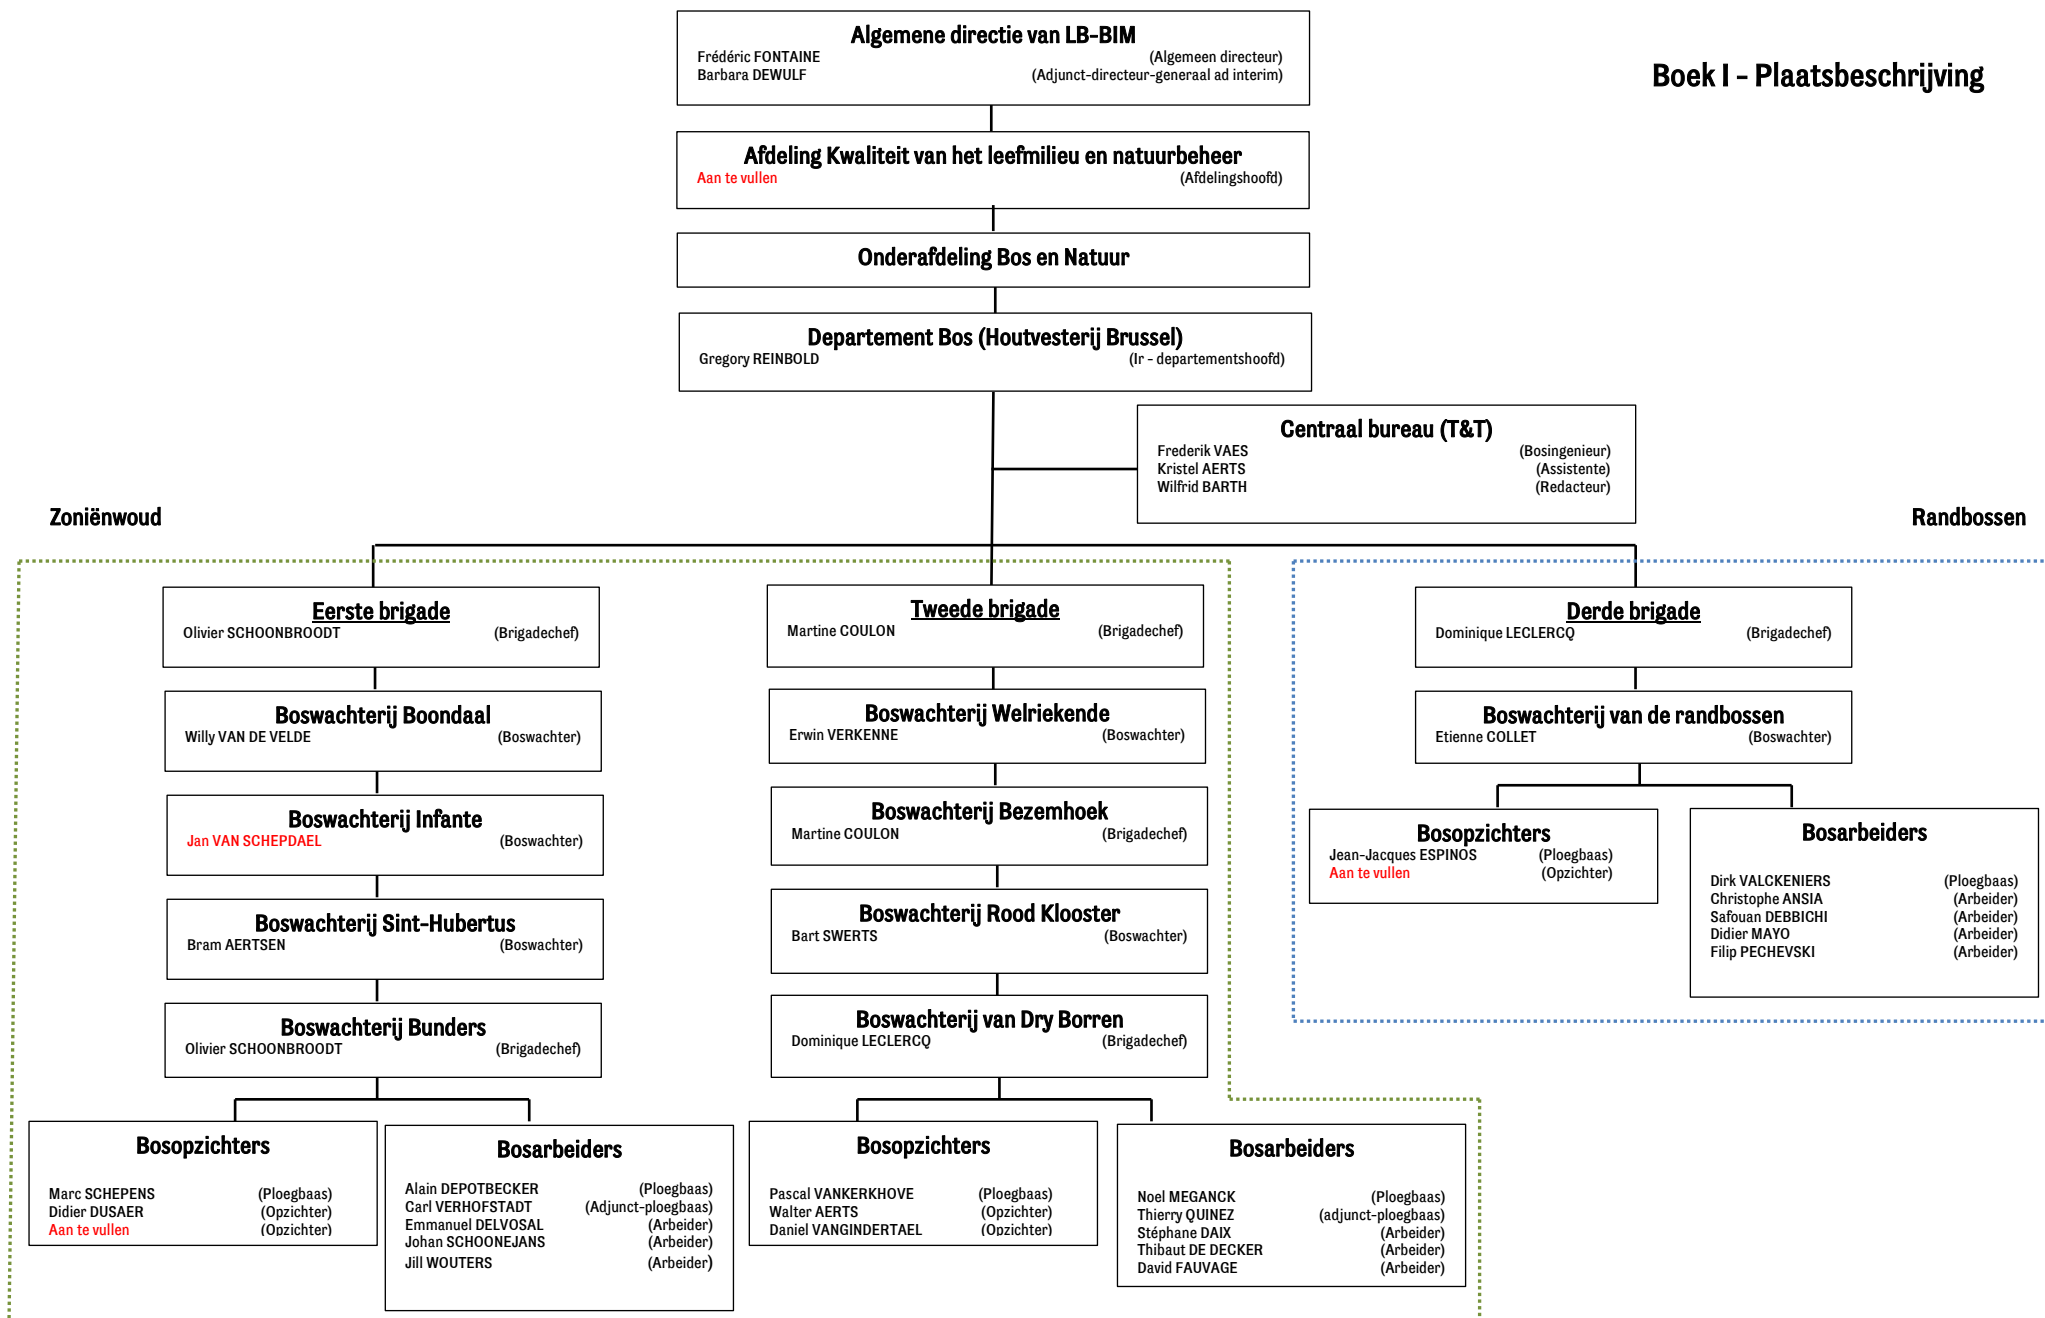 Algemene directie van LB-BIM
Frédéric FONTAINE (Algemeen directeur)
Barbara DEWULF (Adjunct-directeur-generaal ad interim)
Boek I - Plaatsbeschrijving
Afdeling Kwaliteit van het leefmilieu en natuurbeheer
Aan te vullen (Afdelingshoofd)
Onderafdeling Bos en Natuur
Departement Bos (Houtvesterij Brussel)
Gregory REINBOLD (Ir - departementshoofd)
Centraal bureau (T&T)
Frederik VAES (Bosingenieur)
Kristel AERTS (Assistente)
Wilfrid BARTH (Redacteur)
Zoniënwoud
Randbossen
Eerste brigade
Olivier SCHOONBROODT (Brigadechef)
Boswachterij Boondaal
Willy VAN DE VELDE (Boswachter)
Boswachterij Infante
Jan VAN SCHEPDAEL (Boswachter)
Boswachterij Sint-Hubertus
Bram AERTSEN (Boswachter)
Boswachterij Bunders
Olivier SCHOONBROODT (Brigadechef)
Bosopzichters
Marc SCHEPENS (Ploegbaas)
Didier DUSAER (Opzichter)
Aan te vullen (Opzichter)
Bosarbeiders
Alain DEPOTBECKER (Ploegbaas)
Carl VERHOFSTADT (Adjunct-ploegbaas)
Emmanuel DELVOSAL (Arbeider)
Johan SCHOONEJANS (Arbeider)
Jill WOUTERS (Arbeider)
Tweede brigade
Martine COULON (Brigadechef)
Boswachterij Welriekende
Erwin VERKENNE (Boswachter)
Boswachterij Bezemhoek
Martine COULON (Brigadechef)
Boswachterij Rood Klooster
Bart SWERTS (Boswachter)
Boswachterij van Dry Borren
Dominique LECLERCQ (Brigadechef)
Bosopzichters
Pascal VANKERKHOVE (Ploegbaas)
Walter AERTS (Opzichter)
Daniel VANGINDERTAEL (Opzichter)
Bosarbeiders
Noel MEGANCK (Ploegbaas)
Thierry QUINEZ (adjunct-ploegbaas)
Stéphane DAIX (Arbeider)
Thibaut DE DECKER (Arbeider)
David FAUVAGE (Arbeider)
Derde brigade
Dominique LECLERCQ (Brigadechef)
Boswachterij van de randbossen
Etienne COLLET (Boswachter)
Bosopzichters
Jean-Jacques ESPINOS (Ploegbaas)
Aan te vullen (Opzichter)
Bosarbeiders
Dirk VALCKENIERS (Ploegbaas)
Christophe ANSIA (Arbeider)
Safouan DEBBICHI (Arbeider)
Didier MAYO (Arbeider)
Filip PECHEVSKI (Arbeider)